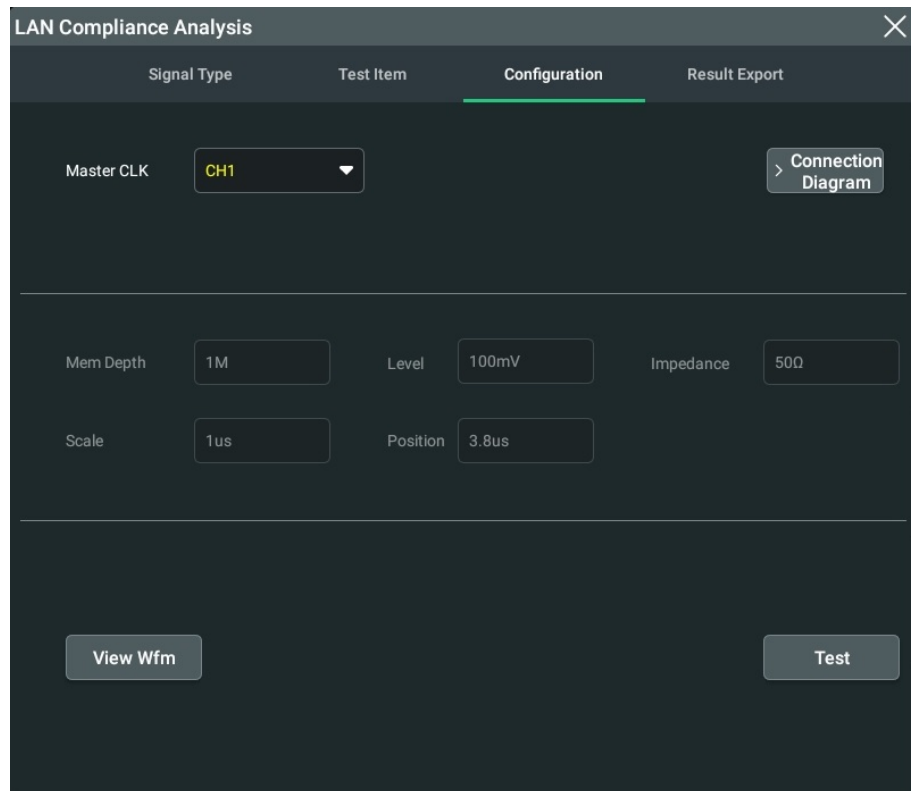 LAN Compliance Analysis
Signal Type Test Item Configuration Result Export
Master CLK CH1 > Connection
Diagram
Mem Depth 1M Level 100mV Impedance 50Ω
Scale 1us Position 3.8us
View Wfm Test